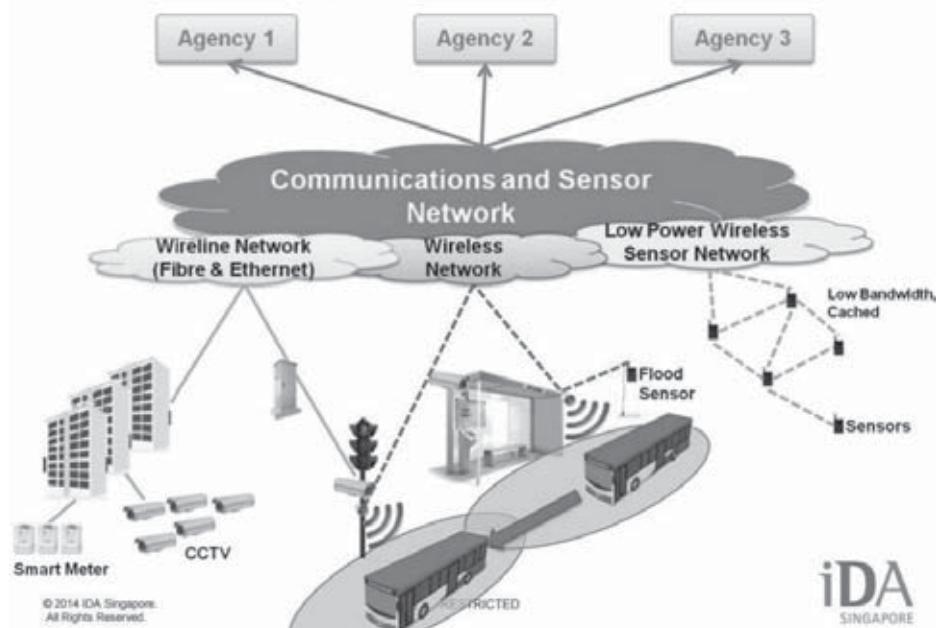 Agency 1
Agency 2
Agency 3
Communications and Sensor
Network
Wireline Network
(Fibre & Ethernet)
Wireless
Network
Low Power Wireless
Sensor Network
Low Bandwidth,
Cached
Flood
Sensor
Sensors
CCTV
Smart Meter
© 2014 IDA Singapore.
All Rights Reserved.
RESTRICTED
iDA
SINGAPORE